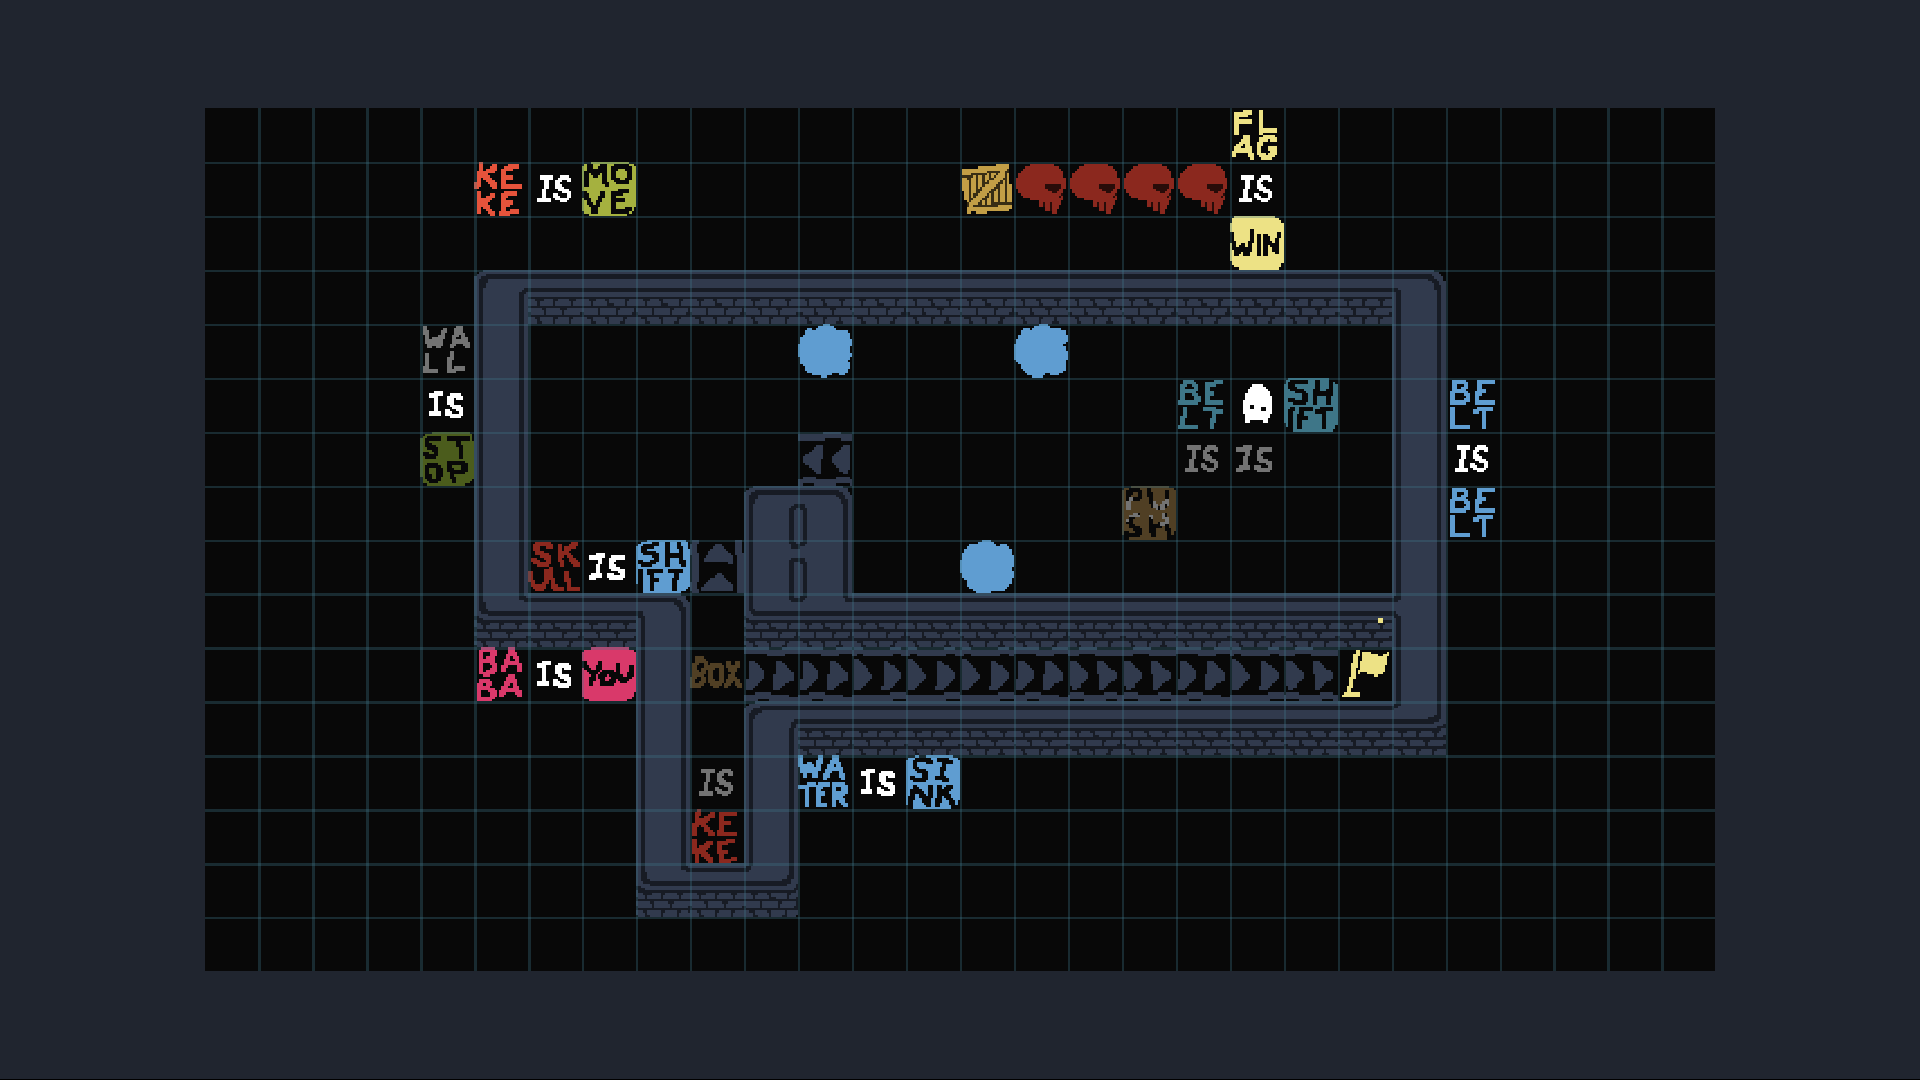 FLAG
KEKE IS MOVE
IS
WIN
WALL
IS
STOP
BELT SHIFT
BELT
IS IS
IS
PUSH
BELT
SKULL IS SHIFT
BABA IS YOU
BOX
WATER IS SINK
IS
KEKE